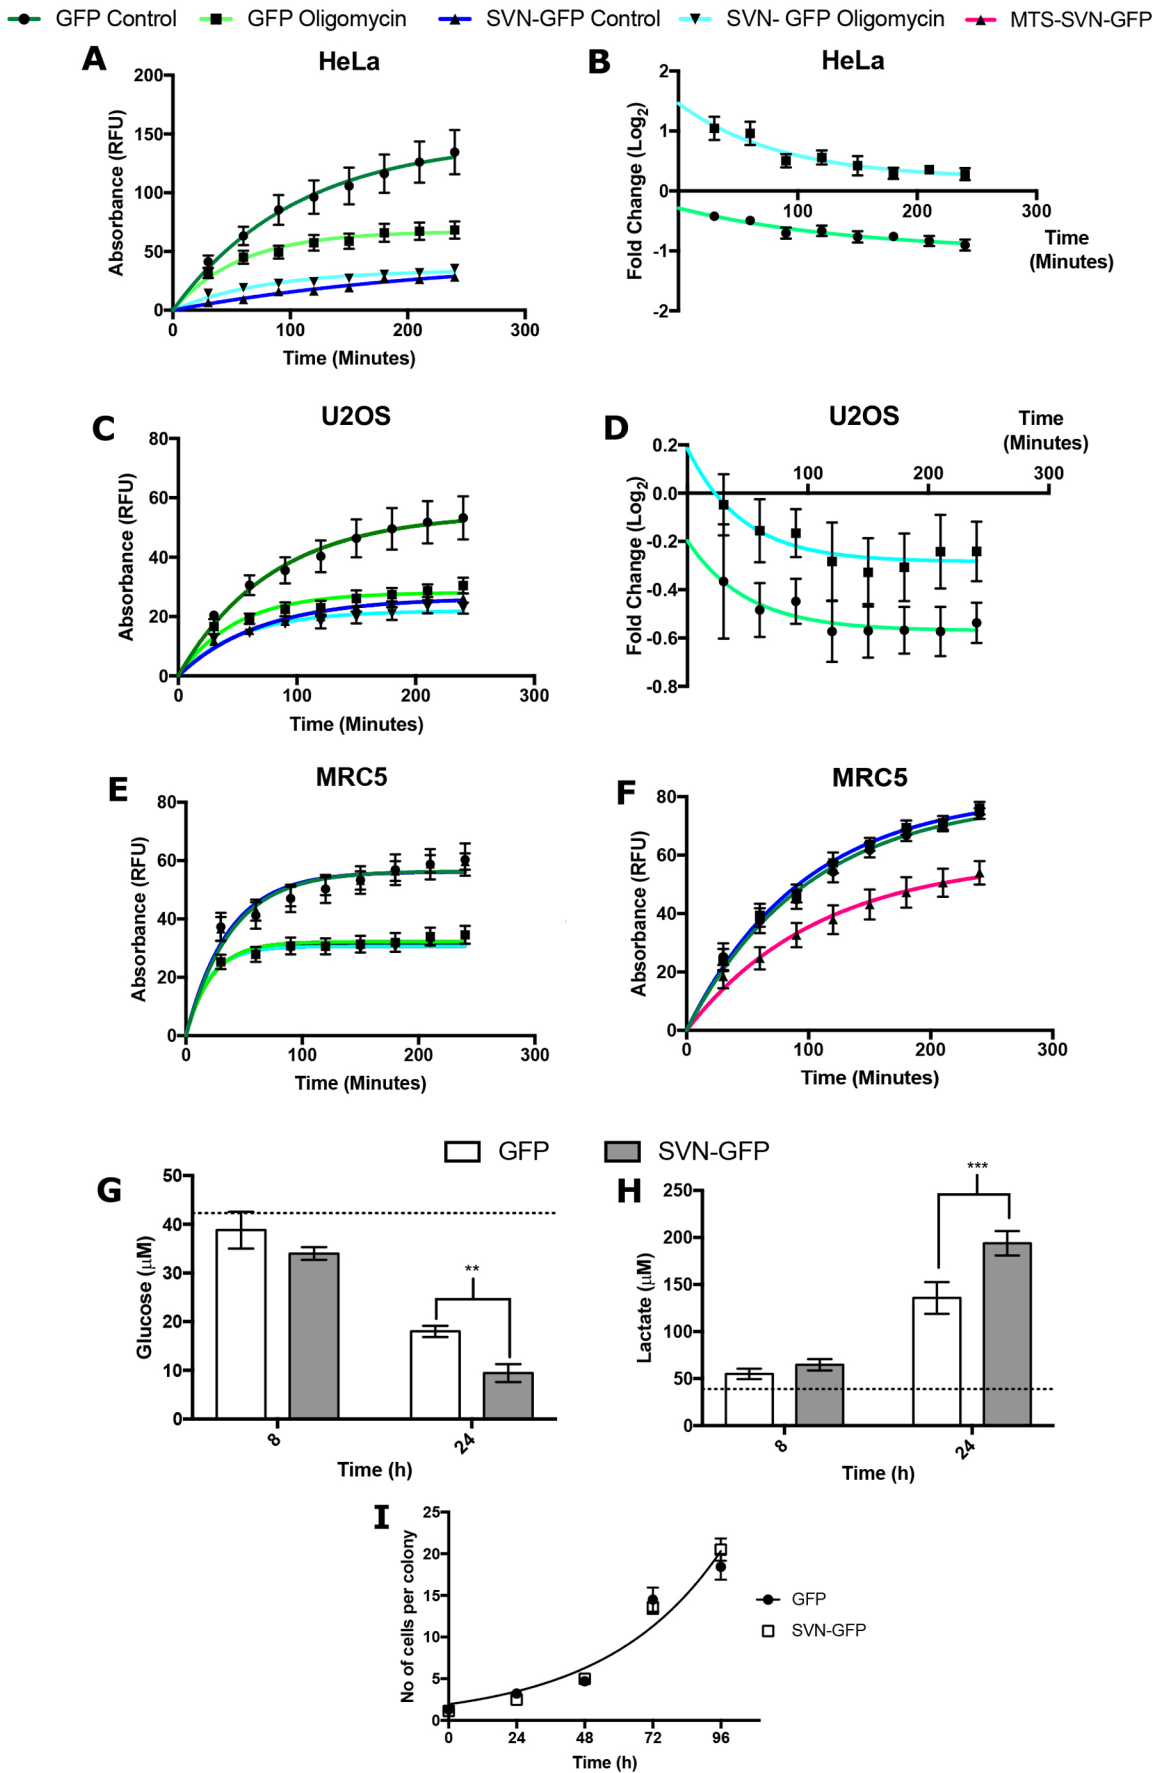 GFP Control GFP Oligomycin SVN-GFP Control SVN- GFP Oligomycin MTS-SVN-GFP
A HeLa
Absorbance (RFU)
200
150
100
50
0
0 100 200 300
Time (Minutes)
B HeLa
Fold Change (Log2)
2
1
0
-1
-2
100 200 300
Time
(Minutes)
C U2OS
Absorbance (RFU)
80
60
40
20
0
0 100 200 300
Time (Minutes)
D U2OS
Time
(Minutes)
Fold Change (Log2)
0.2
0.0
-0.2
-0.4
-0.6
-0.8
100 200 300
E MRC5
Absorbance (RFU)
80
60
40
20
0
0 100 200 300
Time (Minutes)
F MRC5
Absorbance (RFU)
80
60
40
20
0
0 100 200 300
Time (Minutes)
GFP SVN-GFP
G
Glucose (μM)
50
40
30
20
10
0
**
8 24
Time (h)
H
Lactate (μM)
250
200
150
100
50
0
***
8 24
Time (h)
I
No of cells per colony
25
20
15
10
5
0
0 24 48 72 96
Time (h)
GFP
SVN-GFP